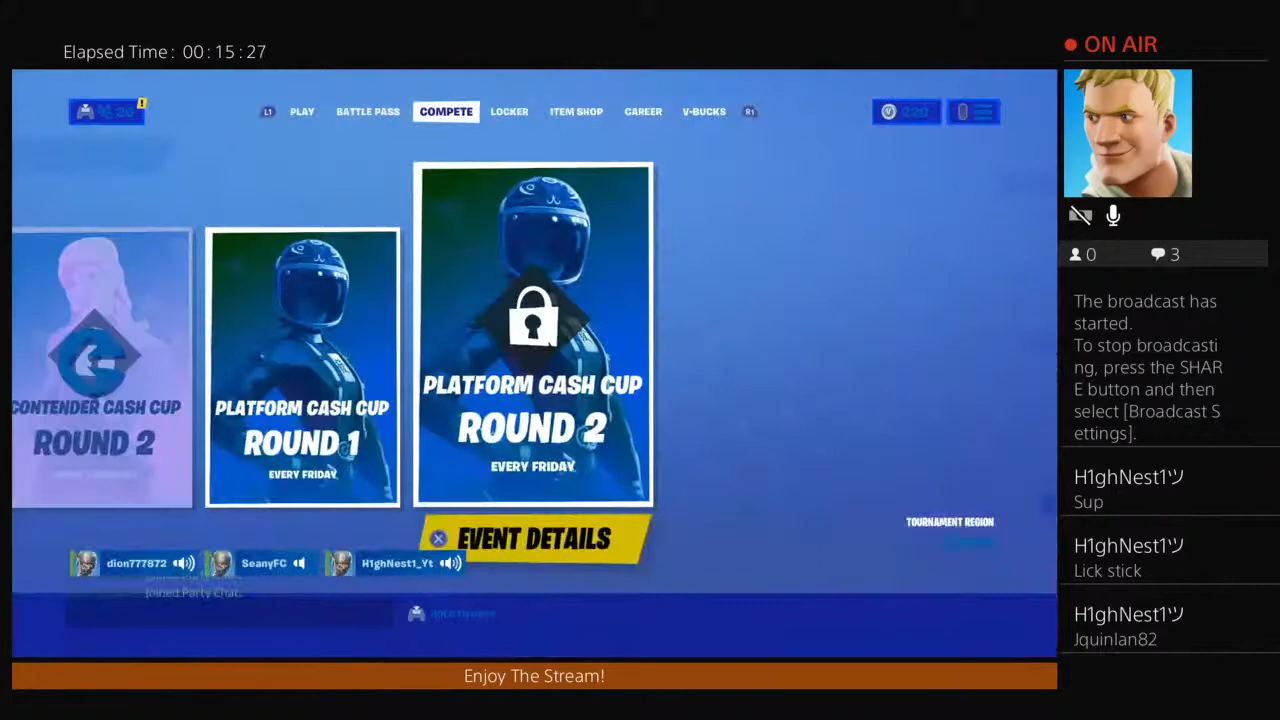 Elapsed Time: 00:15:27
ON AIR
L1 PLAY BATTLE PASS COMPETE LOCKER ITEM SHOP CAREER V-BUCKS R1
20 !
V 220
0 3
The broadcast has
started.
To stop broadcasti
ng, press the SHAR
E button and then
select [Broadcast S
ettings].
CONTENDER CASH CUP
ROUND 2
PLATFORM CASH CUP
ROUND 1
EVERY FRIDAY
PLATFORM CASH CUP
ROUND 2
EVERY FRIDAY
EVENT DETAILS
TOURNAMENT REGION
dion777872
SeanyFC
H1ghNest1_Yt
Joined Party Chat.
H1ghNest1ツ
Sup
H1ghNest1ツ
Lick stick
H1ghNest1ツ
Jquinlan82
Enjoy The Stream!